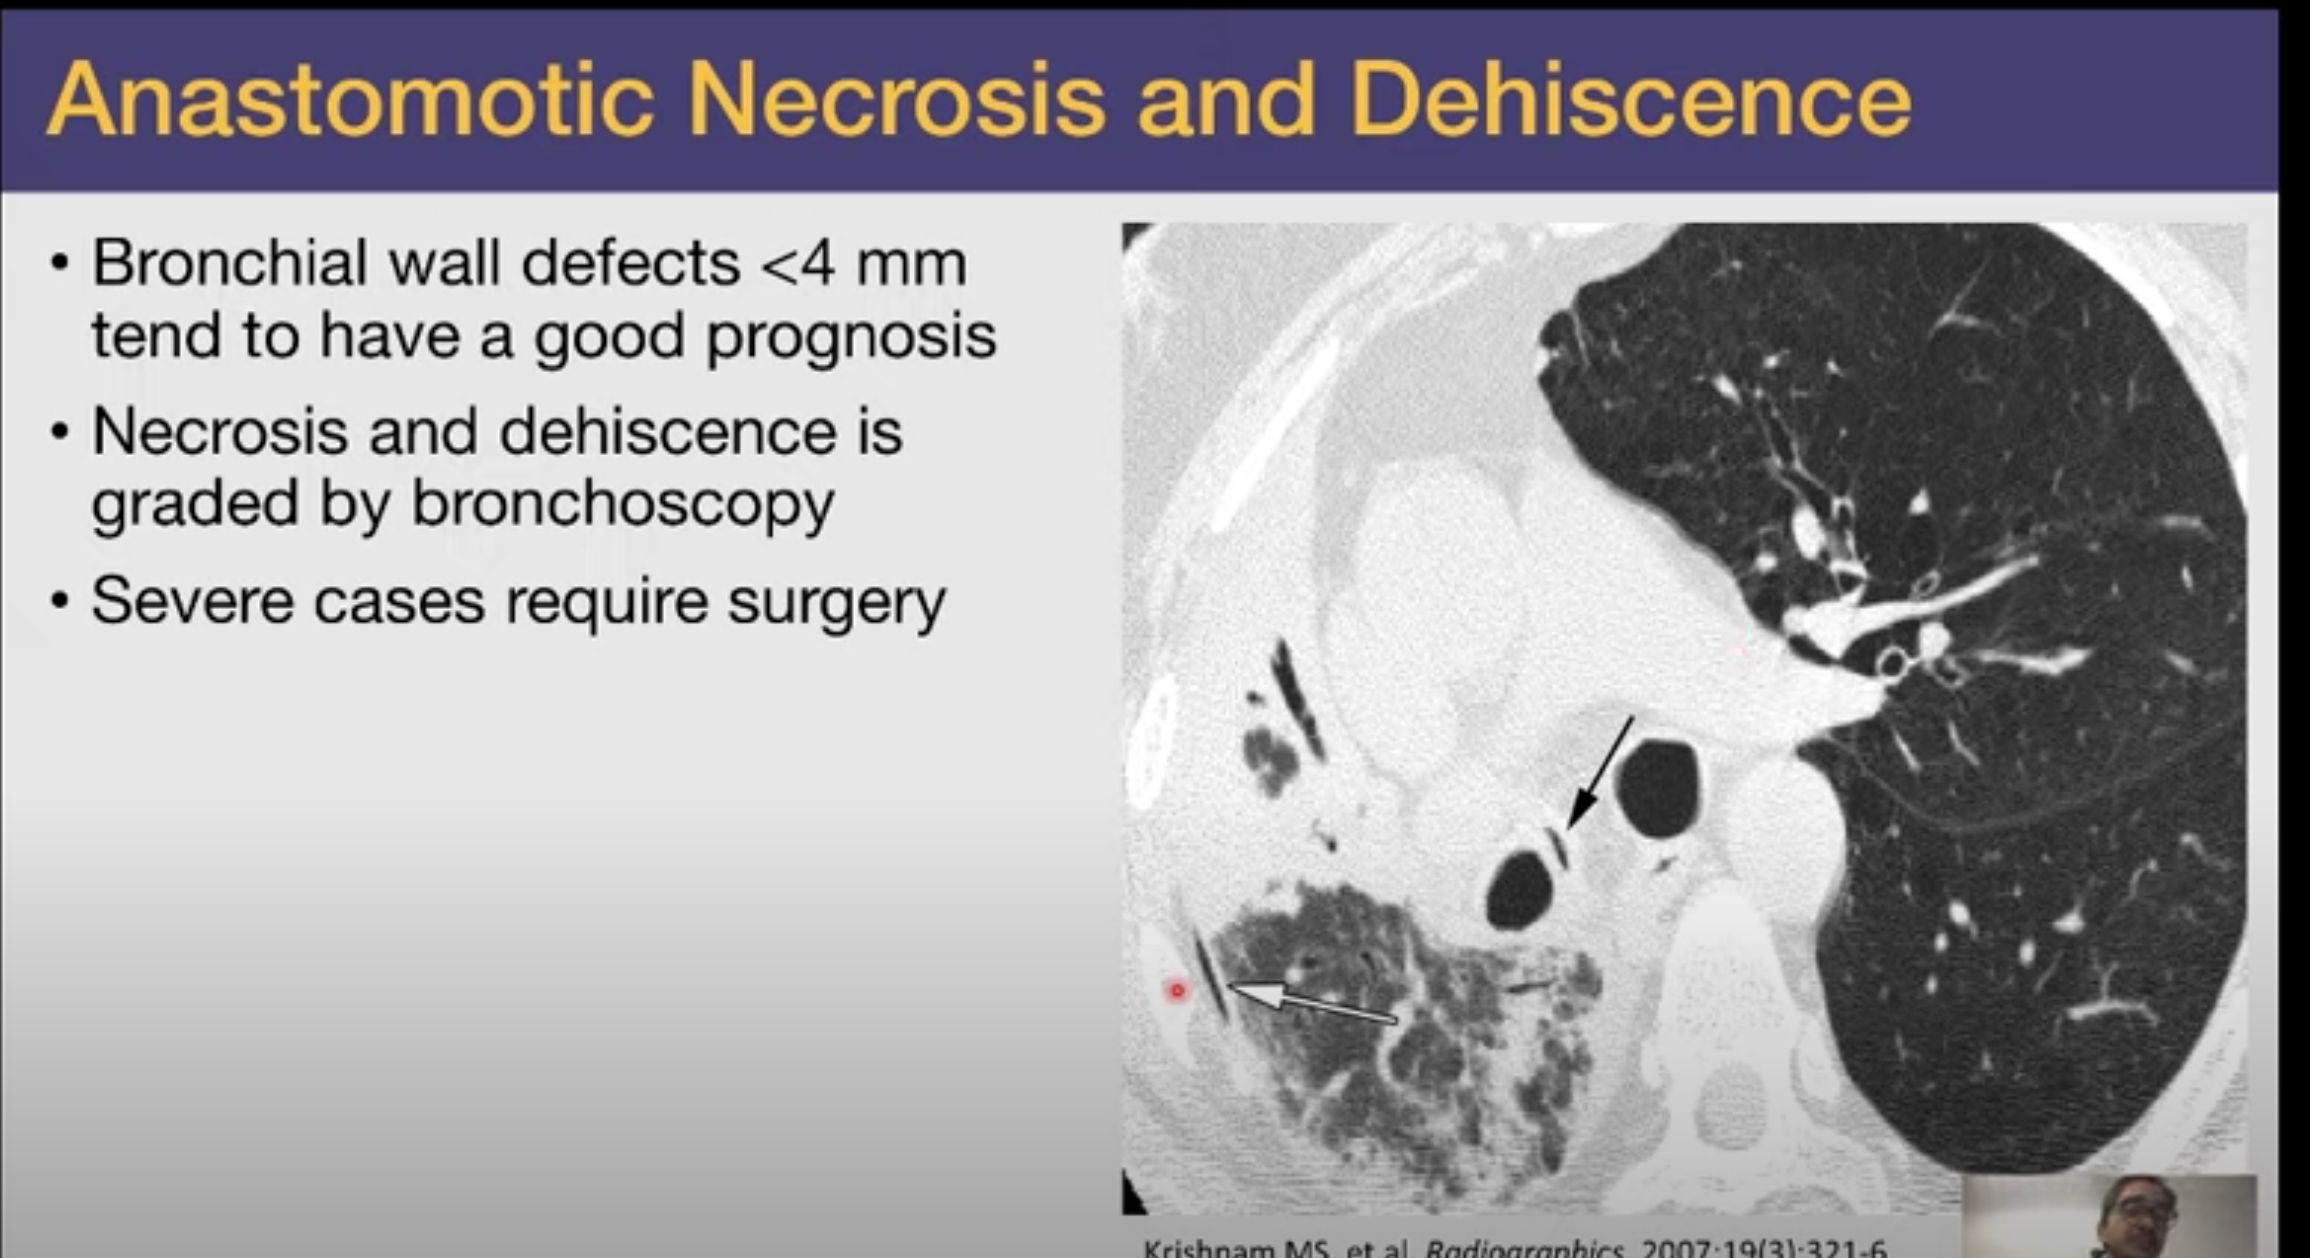 Anastomotic Necrosis and Dehiscence
• Bronchial wall defects <4 mm
tend to have a good prognosis
• Necrosis and dehiscence is
graded by bronchoscopy
• Severe cases require surgery
Krishnam MS, et al. Radiographics. 2007;19(3):321-6